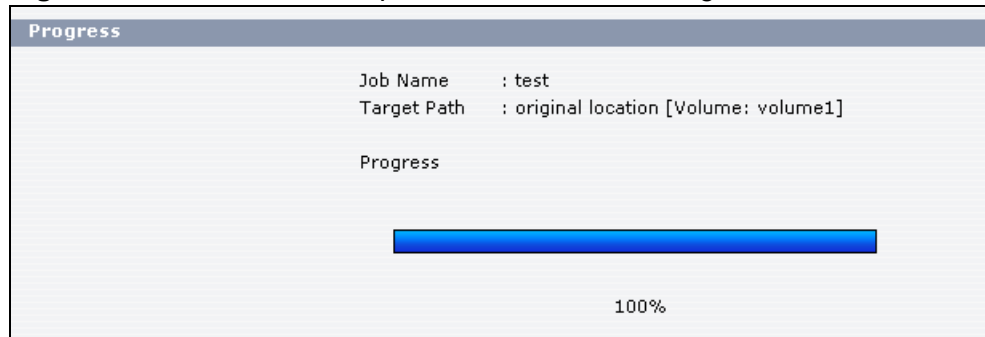 Progress
Job Name : test
Target Path : original location [Volume: volume1]
Progress
100%